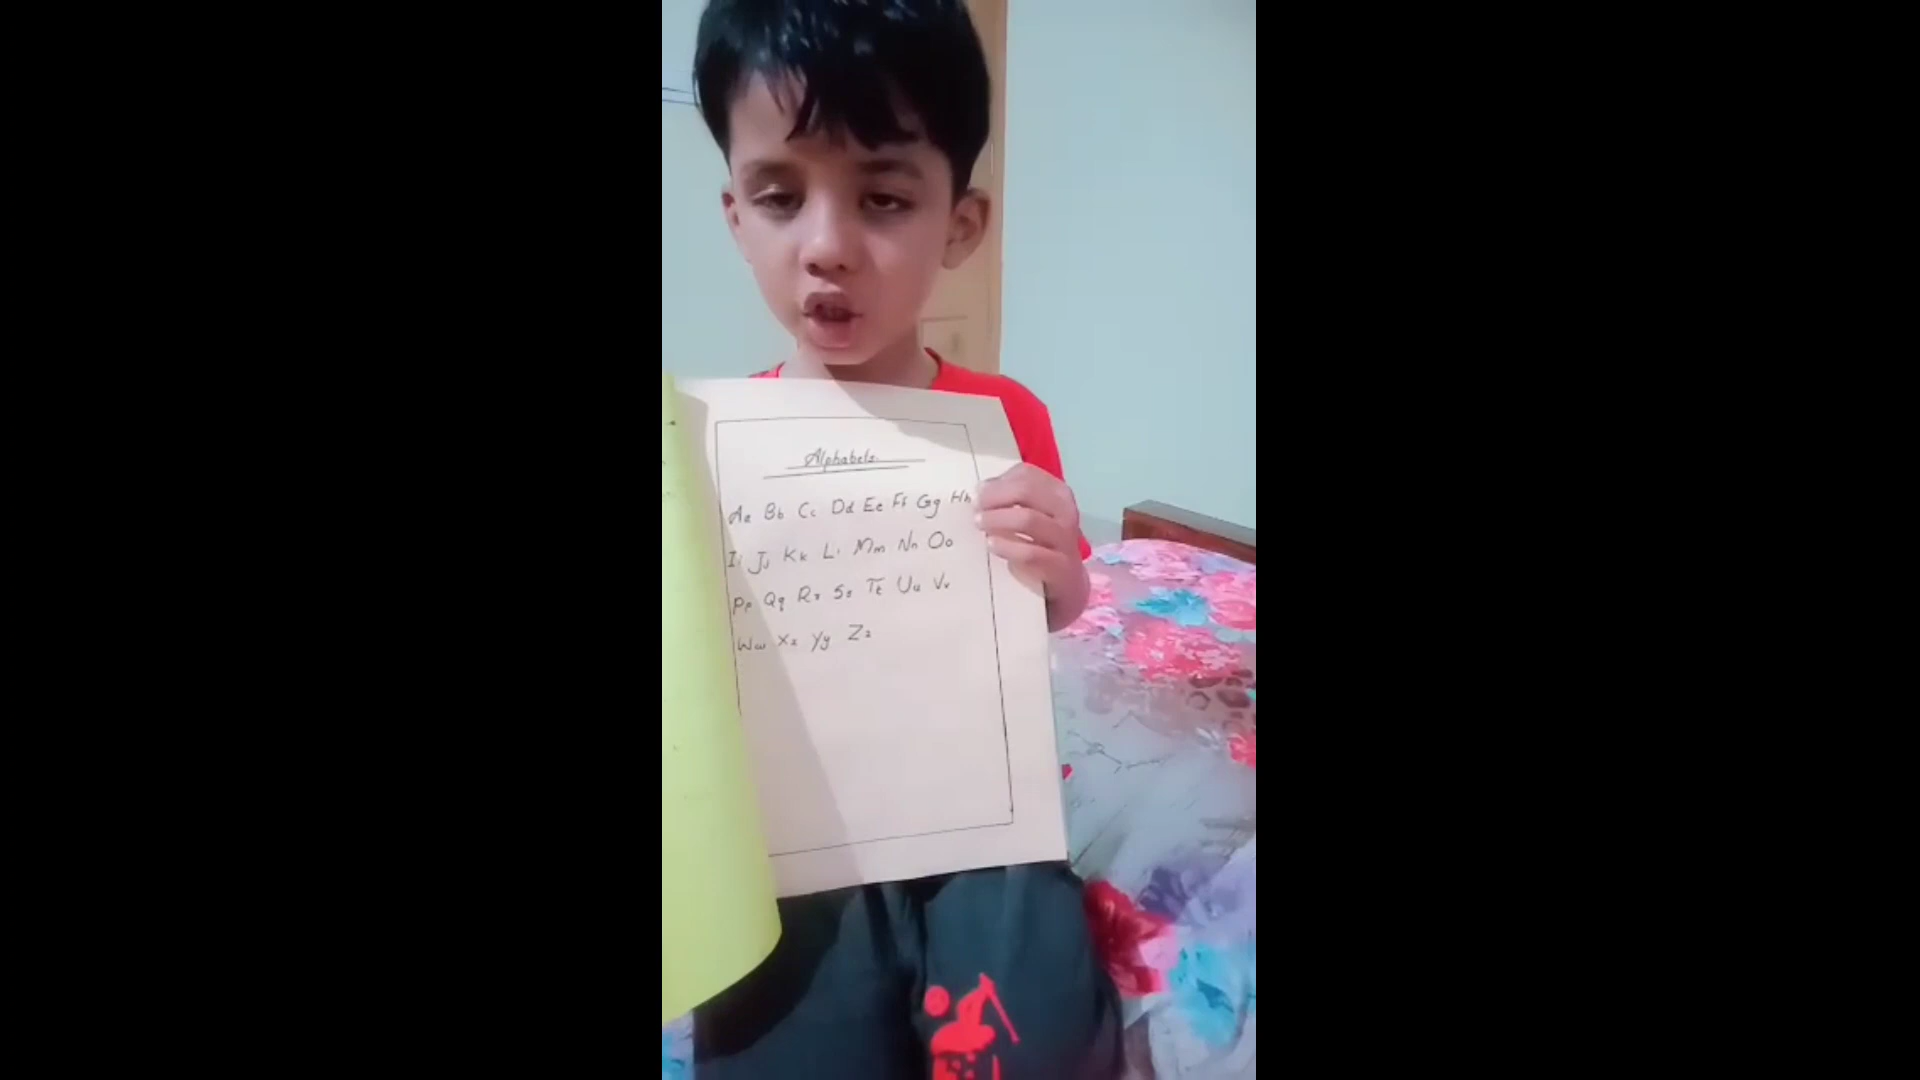 Alphabets
Aa Bb Cc Dd Ee Ff Gg Hh
Ii Jj Kk Ll Mm Nn Oo
Pp Qq Rr Ss Tt Uu Vv
Ww Xx Yy Zz